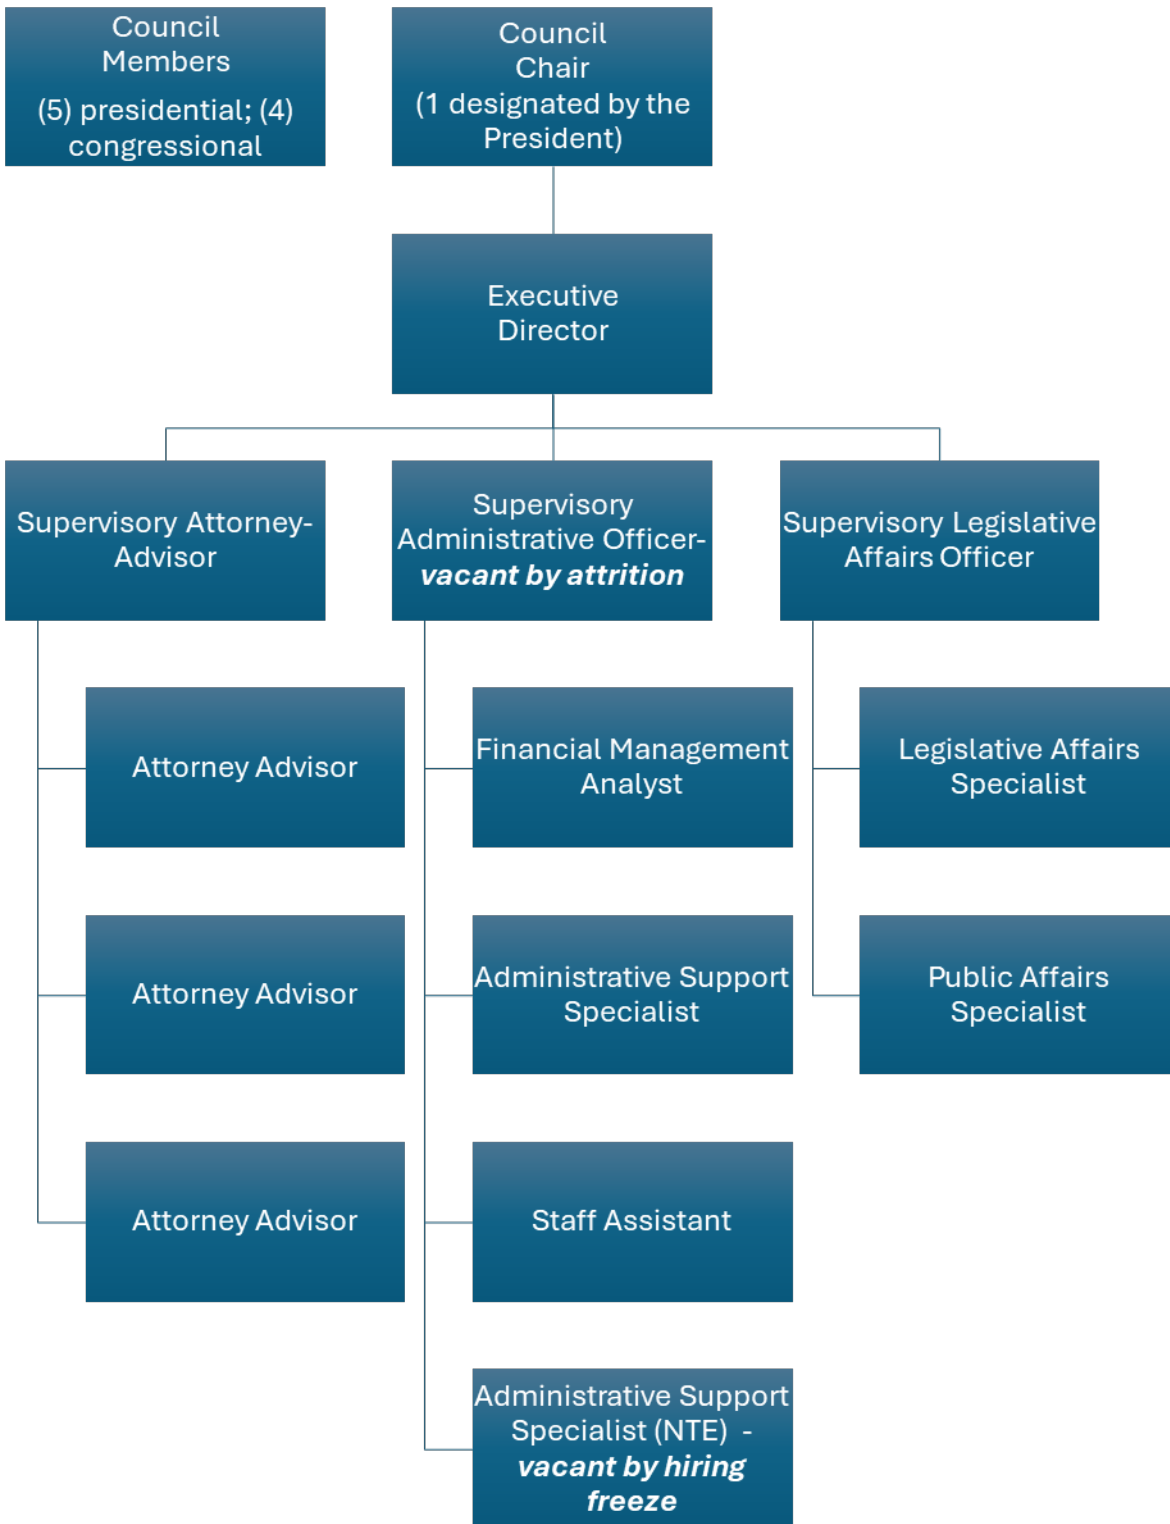 Council
Members
(5) presidential; (4)
congressional
Council
Chair
(1 designated by the
President)
Executive
Director
Supervisory Attorney-
Advisor
Supervisory
Administrative Officer-
vacant by attrition
Supervisory Legislative
Affairs Officer
Attorney Advisor
Financial Management
Analyst
Legislative Affairs
Specialist
Attorney Advisor
Administrative Support
Specialist
Public Affairs
Specialist
Attorney Advisor
Staff Assistant
Administrative Support
Specialist (NTE) -
vacant by hiring
freeze